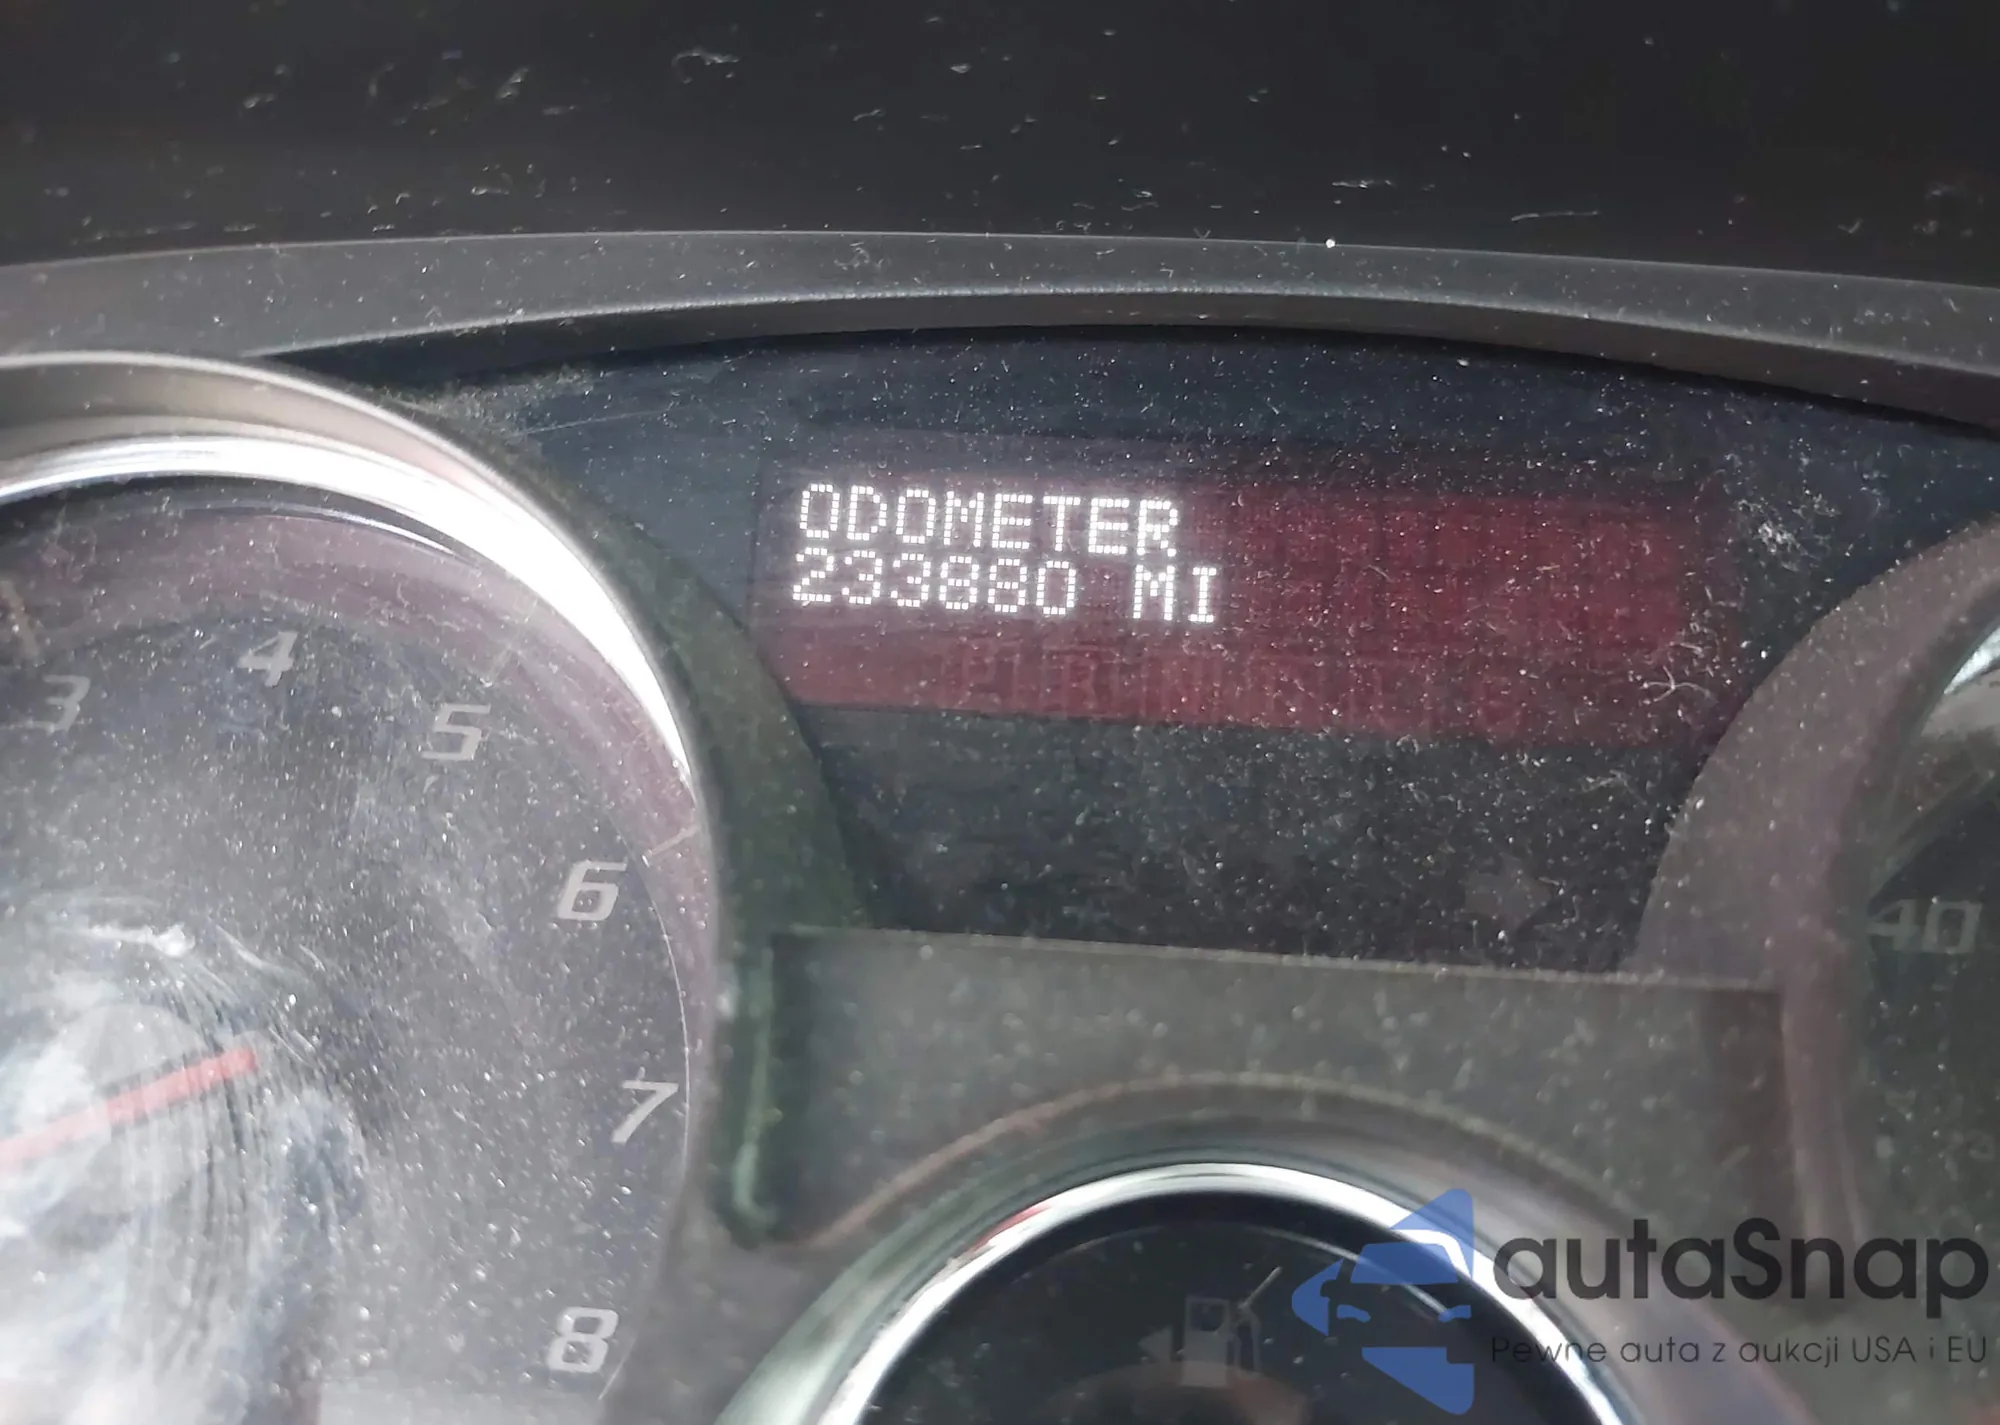 ODOMETER
233880 MI
3
4
5
6
7
8
40
autaSnap
Pewne auta z aukcji USA i EU